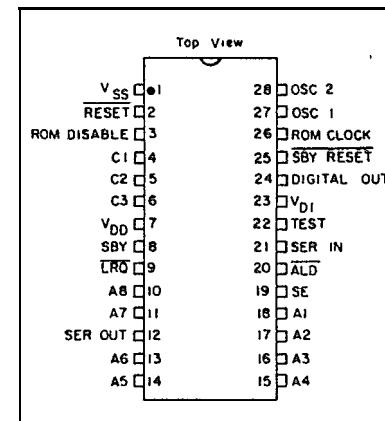 Top View
V SS 1 28 OSC 2
RESET 2 27 OSC 1
ROM DISABLE 3 26 ROM CLOCK
C1 4 25 SBY RESET
C2 5 24 DIGITAL OUT
C3 6 23 V DI
V DD 7 22 TEST
SBY 8 21 SER IN
LRQ 9 20 ALD
A8 10 19 SE
A7 11 18 A1
SER OUT 12 17 A2
A6 13 16 A3
A5 14 15 A4